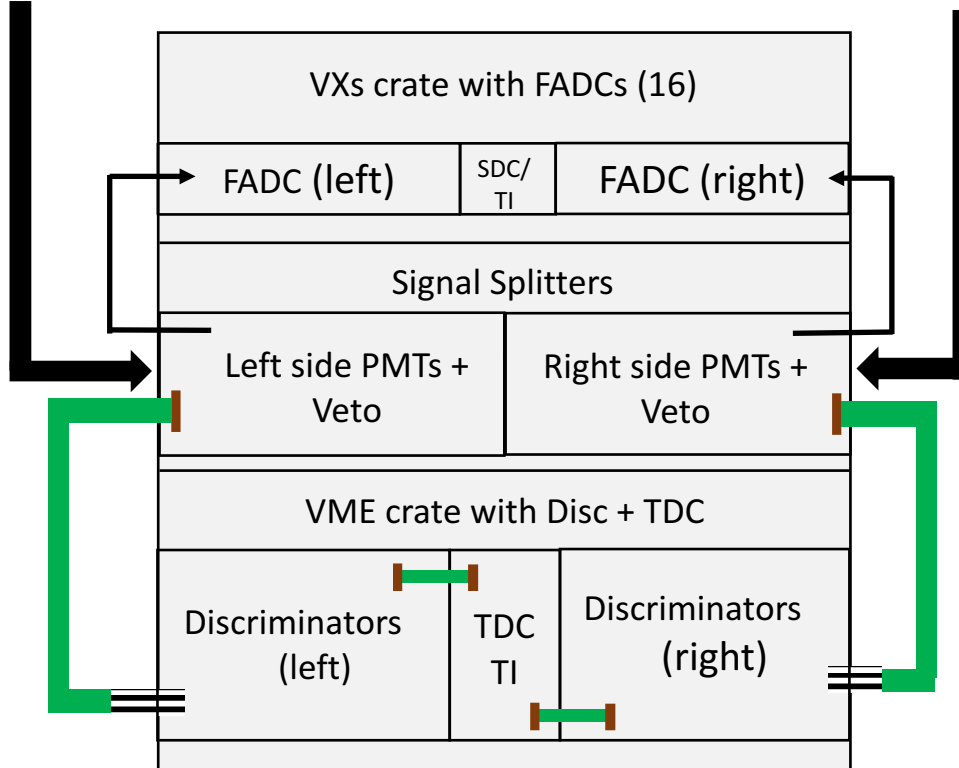 VXs crate with FADCs (16)
FADC (left)
SDC/
TI
FADC (right)
Signal Splitters
Left side PMTs +
Veto
Right side PMTs +
Veto
VME crate with Disc + TDC
Discriminators
(left)
TDC
TI
Discriminators
(right)